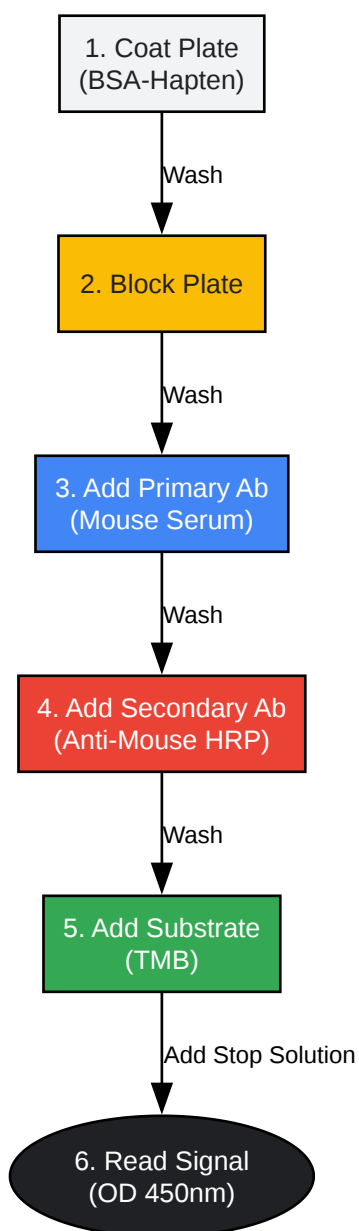 1. Coat Plate
(BSA-Hapten)
Wash
2. Block Plate
Wash
3. Add Primary Ab
(Mouse Serum)
Wash
4. Add Secondary Ab
(Anti-Mouse HRP)
Wash
5. Add Substrate
(TMB)
Add Stop Solution
6. Read Signal
(OD 450nm)